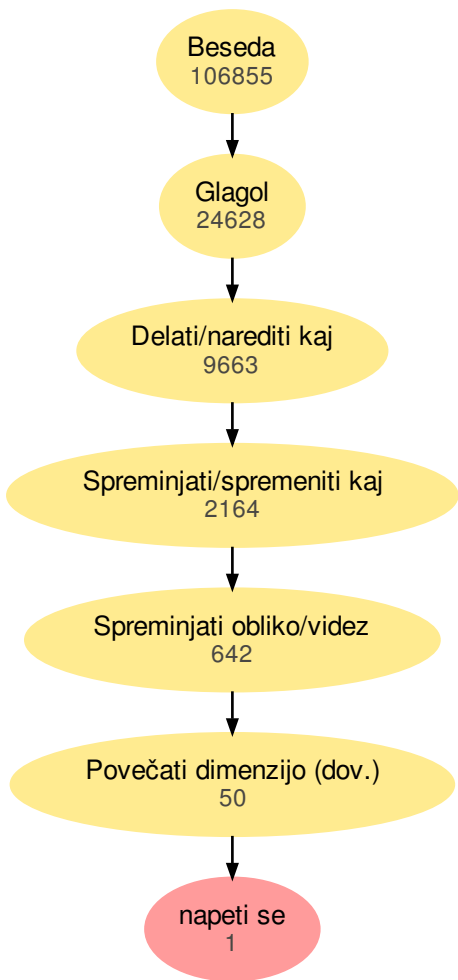 Beseda
106855
Glagol
24628
Delati/narediti kaj
9663
Spreminjati/spremeniti kaj
2164
Spreminjati obliko/videz
642
Povečati dimenzijo (dov.)
50
napeti se
1